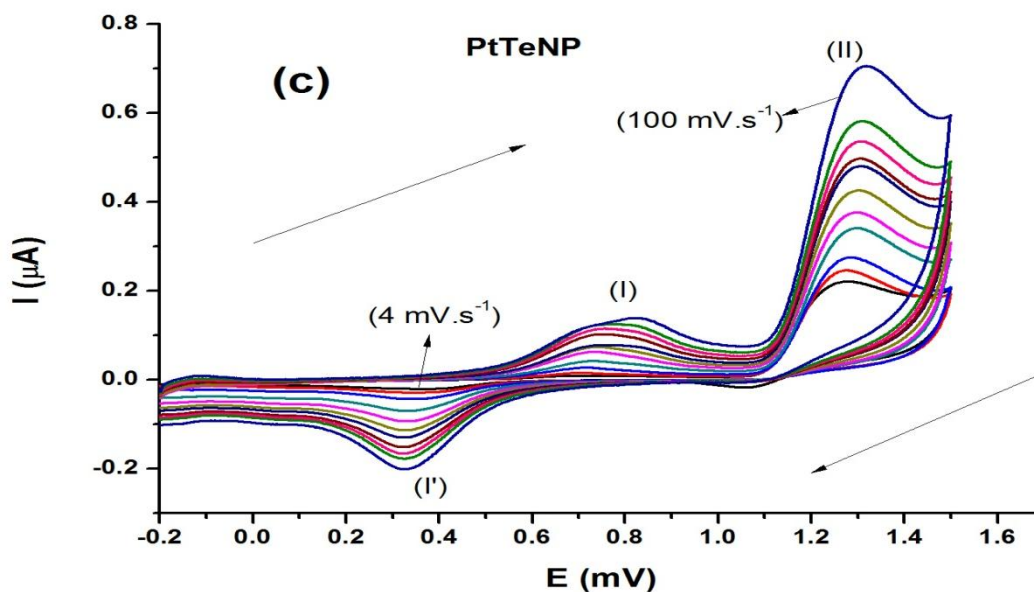 PtTeNP
(c)
(II)
(100 mV.s⁻¹)
(I)
(4 mV.s⁻¹)
(I')
I (µA)
0.8
0.6
0.4
0.2
0.0
-0.2
-0.2 0.0 0.2 0.4 0.6 0.8 1.0 1.2 1.4 1.6
E (mV)